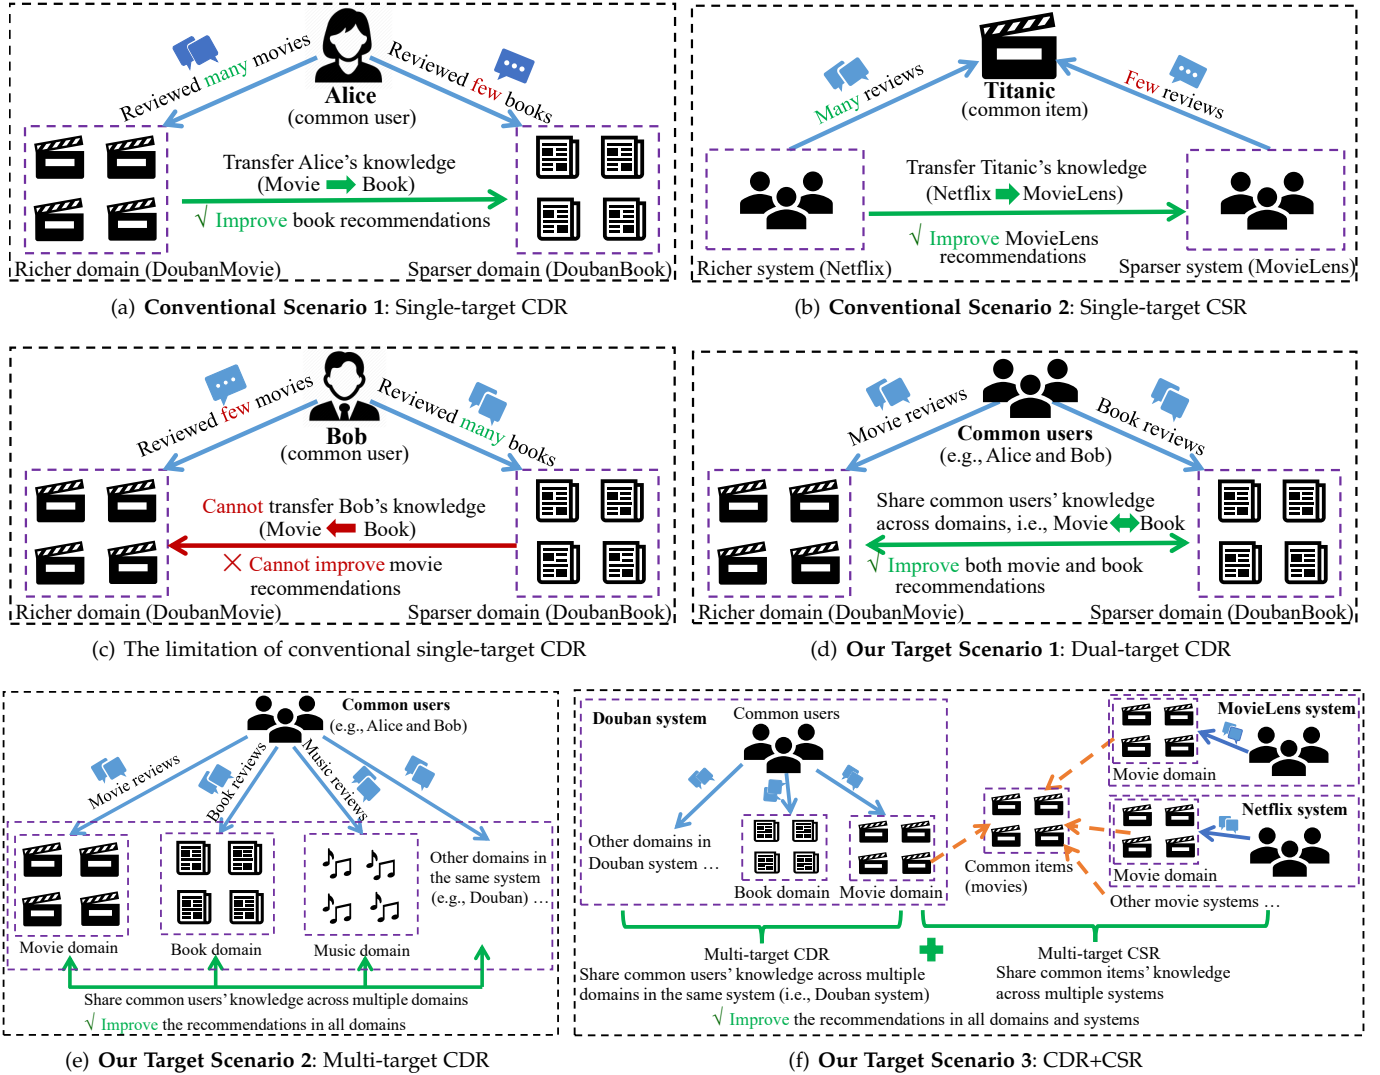 Reviewed many movies
Reviewed few books
Alice
(common user)
Transfer Alice's knowledge
(Movie Book)
√ Improve book recommendations
Richer domain (DoubanMovie)
Sparser domain (DoubanBook)
(a) Conventional Scenario 1: Single-target CDR
Many reviews
Few reviews
Titanic
(common item)
Transfer Titanic's knowledge
(Netflix MovieLens)
√ Improve MovieLens
recommendations
Richer system (Netflix)
Sparser system (MovieLens)
(b) Conventional Scenario 2: Single-target CSR
Reviewed few movies
Reviewed many books
Bob
(common user)
Cannot transfer Bob's knowledge
(Movie Book)
× Cannot improve movie
recommendations
Richer domain (DoubanMovie)
Sparser domain (DoubanBook)
(c) The limitation of conventional single-target CDR
Movie reviews
Book reviews
Common users
(e.g., Alice and Bob)
Share common users' knowledge
across domains, i.e., Movie Book
√ Improve both movie and book
recommendations
Richer domain (DoubanMovie)
Sparser domain (DoubanBook)
(d) Our Target Scenario 1: Dual-target CDR
Common users
(e.g., Alice and Bob)
Movie reviews
Book reviews
Music reviews
Other domains in
the same system
(e.g., Douban) ...
Movie domain
Book domain
Music domain
Share common users' knowledge across multiple domains
√ Improve the recommendations in all domains
(e) Our Target Scenario 2: Multi-target CDR
Douban system
Common users
Other domains in
Douban system ...
Book domain
Movie domain
Common items
(movies)
MovieLens system
Movie domain
Netflix system
Movie domain
Other movie systems ...
Multi-target CDR
Share common users' knowledge across multiple
domains in the same system (i.e., Douban system)
Multi-target CSR
Share common items' knowledge
across multiple systems
√ Improve the recommendations in all domains and systems
(f) Our Target Scenario 3: CDR+CSR